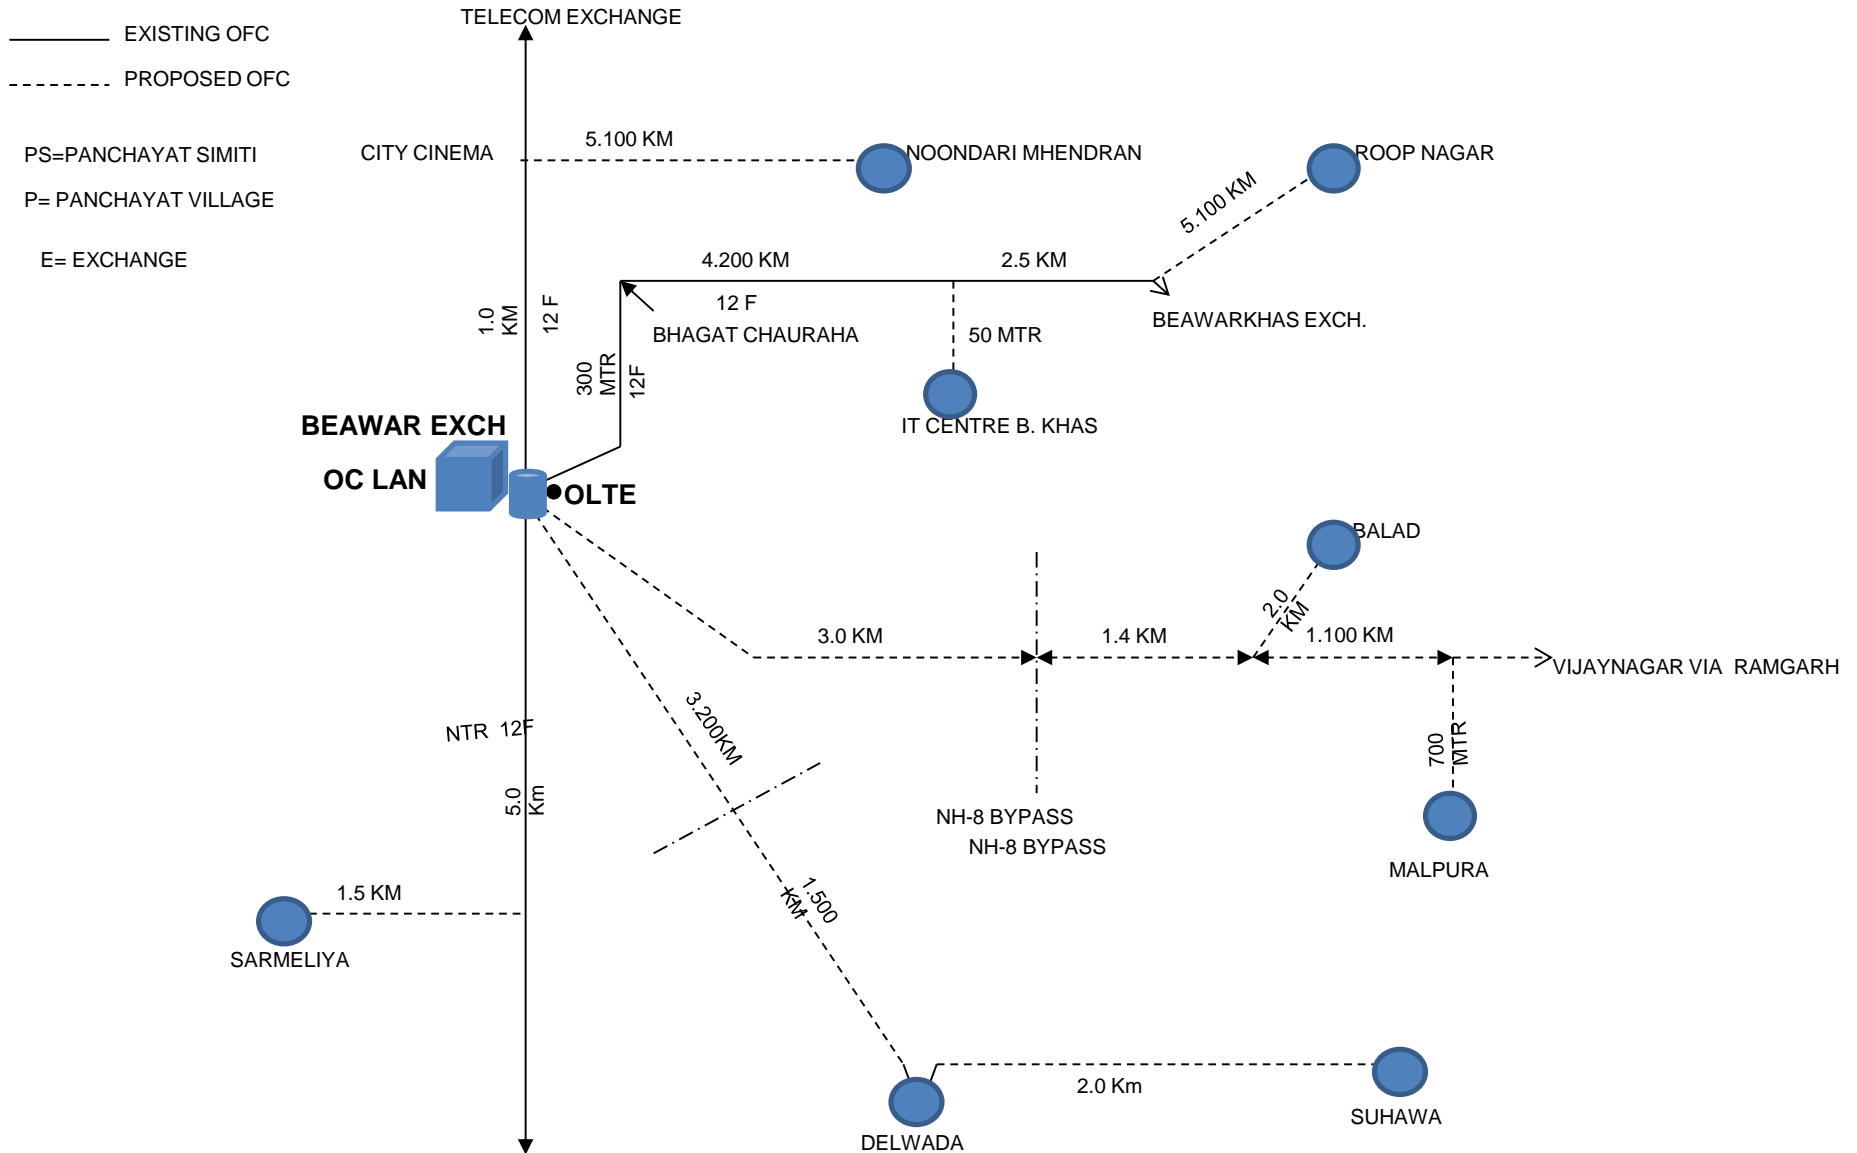 TELECOM EXCHANGE
EXISTING OFC
PROPOSED OFC
PS=PANCHAYAT SIMITI
P= PANCHAYAT VILLAGE
E= EXCHANGE
CITY CINEMA
5.100 KM
NOONDARI MHENDRAN
ROOP NAGAR
5.100 KM
4.200 KM
2.5 KM
12 F
BHAGAT CHAURAHA
BEAWARKHAS EXCH.
1.0
KM
12 F
300
MTR
12F
50 MTR
IT CENTRE B. KHAS
BEAWAR EXCH
OC LAN
OLTE
BALAD
2.0
KM
3.0 KM
1.4 KM
1.100 KM
VIJAYNAGAR VIA  RAMGARH
NTR  12F
3.200KM
700
MTR
5.0
Km
NH-8 BYPASS
NH-8 BYPASS
MALPURA
1.5 KM
1.500
KM
SARMELIYA
2.0 Km
SUHAWA
DELWADA